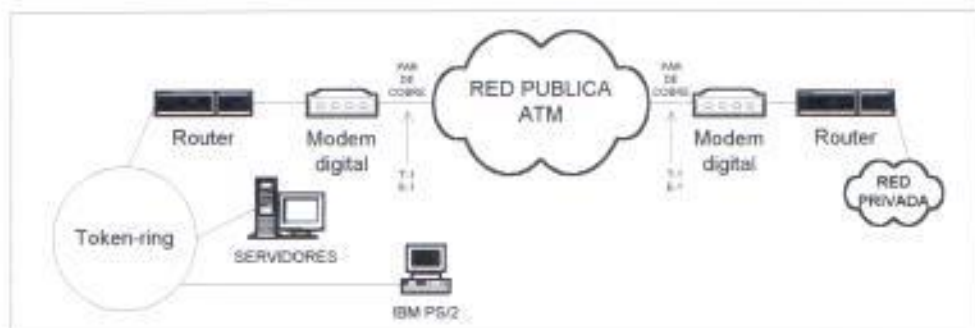 PAR
DE
COBRE
RED PUBLICA
ATM
PAR
DE
COBRE
Router
Modem
digital
Modem
digital
Router
T-1
E-1
T-1
E-1
RED
PRIVADA
Token-ring
SERVIDORES
IBM PS/2